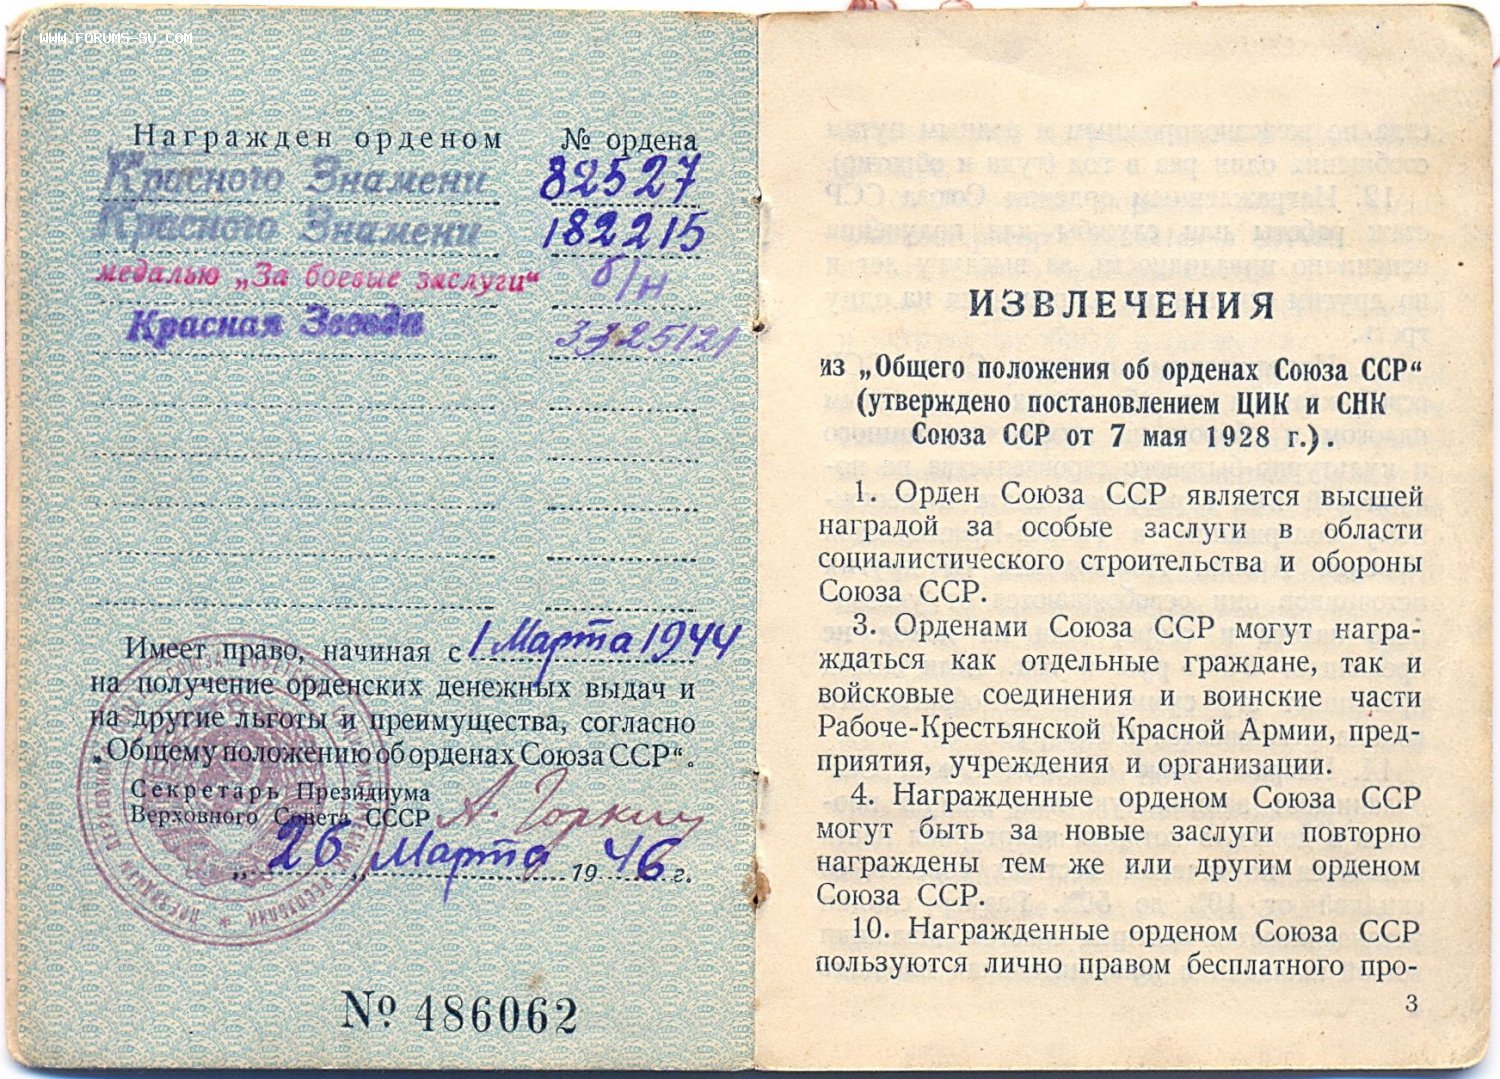 www.forums-su.com
Награжден орденом № ордена
Красного Знамени 82527
Красного Знамени 182215
медалью „За боевые заслуги“ б/н
Красная Звезда 3325121
Имеет право, начиная с 1 Марта 1944
на получение орденских денежных выдач и
на другие льготы и преимущества, согласно
„Общему положению об орденах Союза ССР“.
Секретарь Президиума
Верховного Совета СССР А. Горкин
„26„ Марта 1946 г.
№ 486062
ИЗВЛЕЧЕНИЯ
из „Общего положения об орденах Союза ССР“
(утверждено постановлением ЦИК и СНК
Союза ССР от 7 мая 1928 г.)
1. Орден Союза ССР является высшей
наградой за особые заслуги в области
социалистического строительства и обороны
Союза ССР.
3. Орденами Союза ССР могут награ-
ждаться как отдельные граждане, так и
войсковые соединения и воинские части
Рабоче-Крестьянской Красной Армии, пред-
приятия, учреждения и организации.
4. Награжденные орденом Союза ССР
могут быть за новые заслуги повторно
награждены тем же или другим орденом
Союза ССР.
10. Награжденные орденом Союза ССР
пользуются лично правом бесплатного про-
3